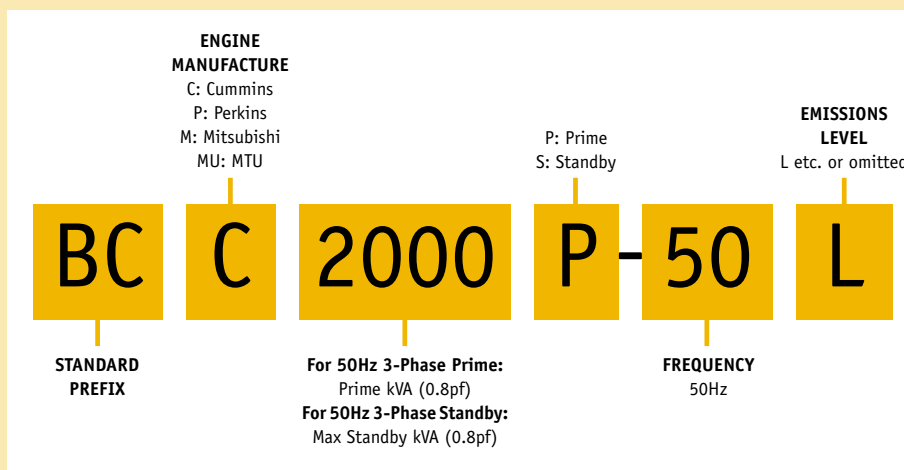 ENGINE
MANUFACTURE
C: Cummins
P: Perkins
M: Mitsubishi
MU: MTU
P: Prime
S: Standby
EMISSIONS
LEVEL
L etc. or omitted
BC C 2000 P-50 L
STANDARD
PREFIX
For 50Hz 3-Phase Prime:
Prime kVA (0.8pf)
For 50Hz 3-Phase Standby:
Max Standby kVA (0.8pf)
FREQUENCY
50Hz